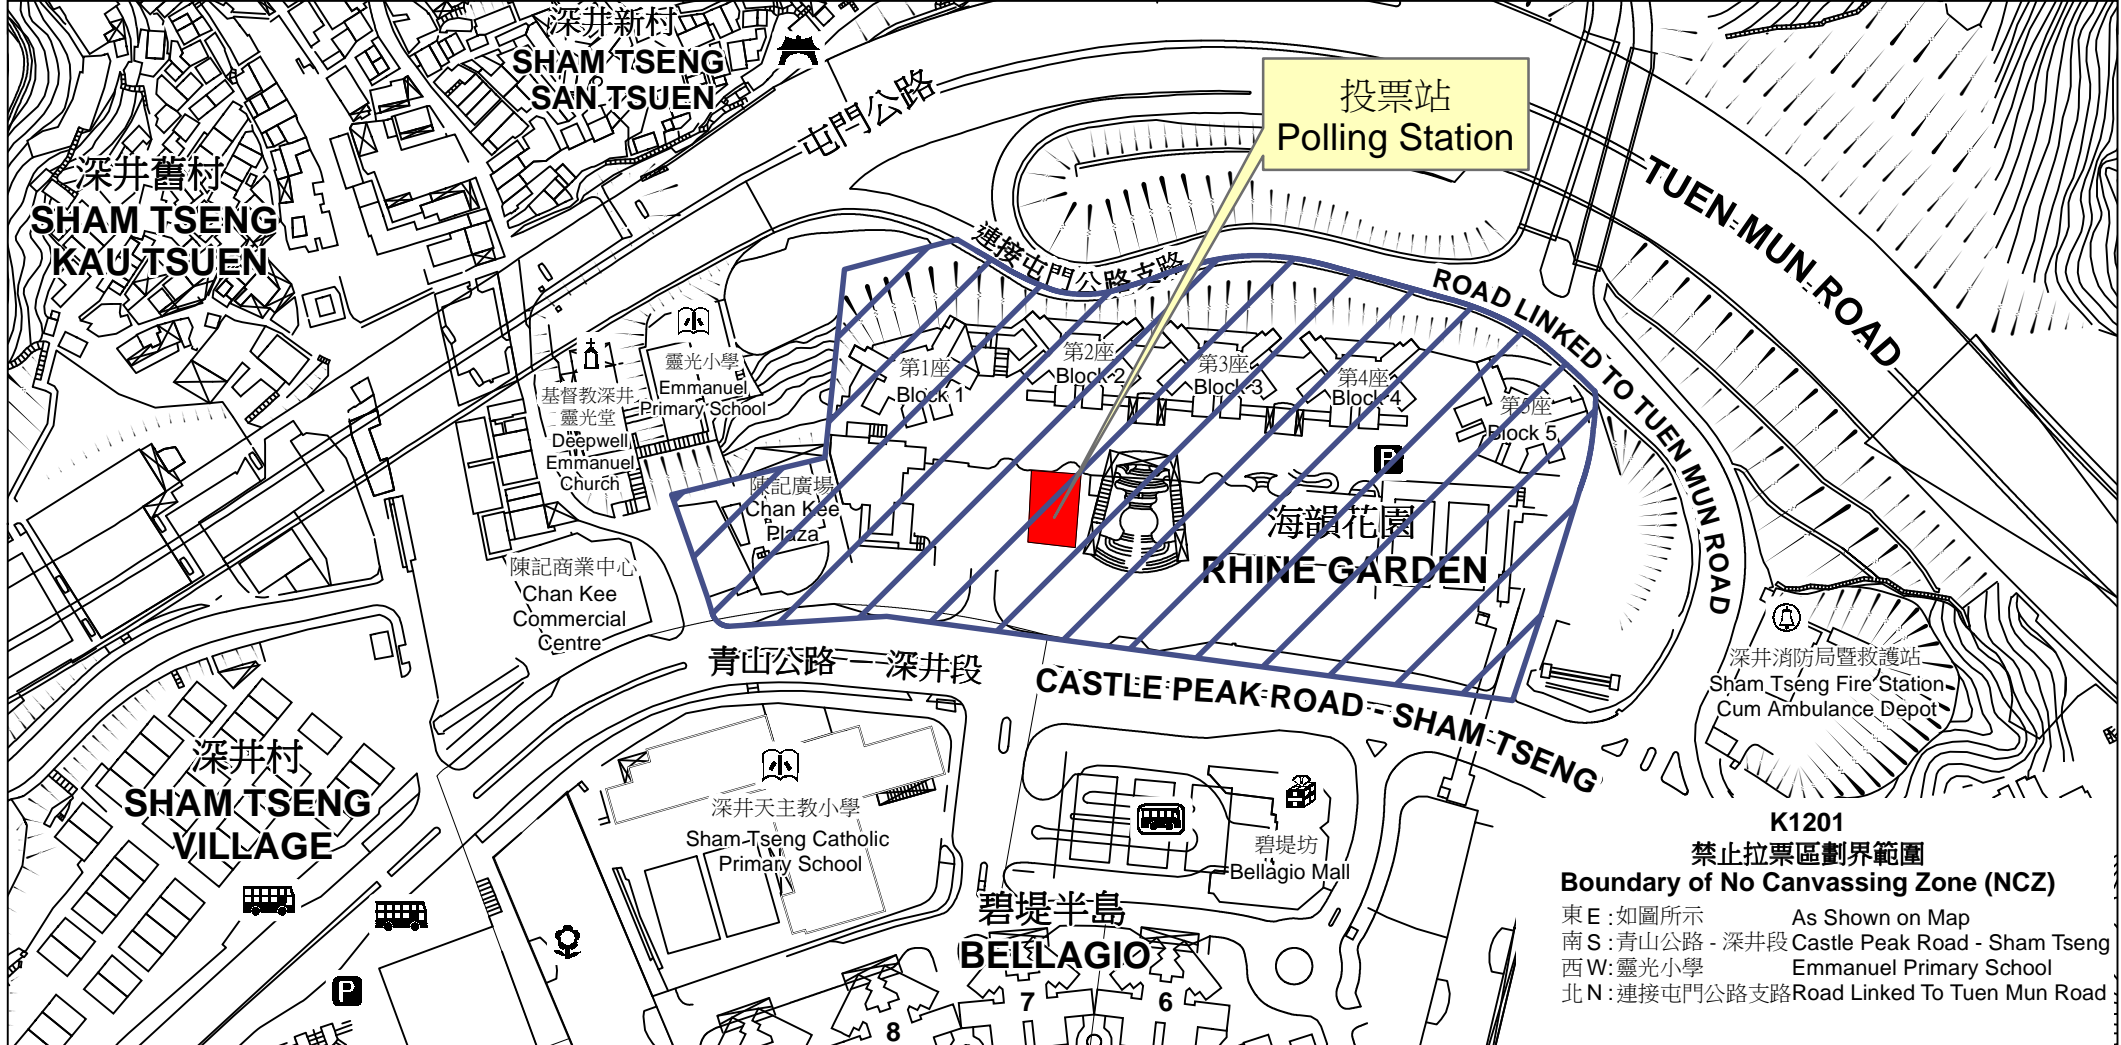 深井新村
SHAM TSENG
SAN TSUEN
屯門公路
投票站
Polling Station
深井舊村
SHAM TSENG
KAU TSUEN
TUEN MUN ROAD
連接屯門公路支路
ROAD LINKED TO TUEN MUN ROAD
靈光小學
Emmanuel
Primary School
基督教深井
靈光堂
Deepwell
Emmanuel
Church
第1座
Block 1
第2座
Block 2
第3座
Block 3
第4座
Block 4
第5座
Block 5
P
陳記廣場
Chan Kee
Plaza
海韻花園
RHINE GARDEN
陳記商業中心
Chan Kee
Commercial
Centre
青山公路 - 深井段
CASTLE PEAK ROAD - SHAM TSENG
深井消防局暨救護站
Sham Tseng Fire Station
Cum Ambulance Depot
深井村
SHAM TSENG
VILLAGE
深井天主教小學
Sham Tseng Catholic
Primary School
碧堤坊
Bellagio Mall
碧堤半島
BELLAGIO
P
8
7
6
K1201
禁止拉票區劃界範圍
Boundary of No Canvassing Zone (NCZ)
東 E : 如圖所示 As Shown on Map
南 S : 青山公路 - 深井段 Castle Peak Road - Sham Tseng
西 W: 靈光小學 Emmanuel Primary School
北 N : 連接屯門公路支路 Road Linked To Tuen Mun Road